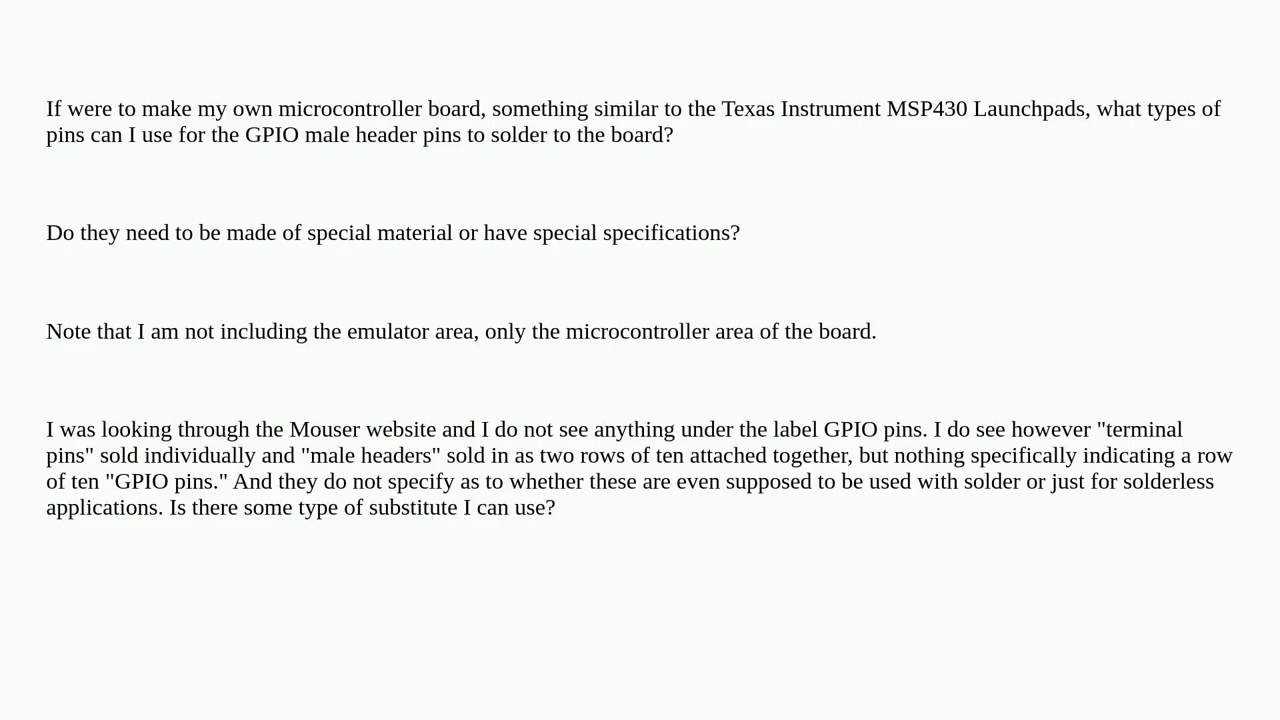 If were to make my own microcontroller board, something similar to the Texas Instrument MSP430 Launchpads, what types of
pins can I use for the GPIO male header pins to solder to the board?
Do they need to be made of special material or have special specifications?
Note that I am not including the emulator area, only the microcontroller area of the board.
I was looking through the Mouser website and I do not see anything under the label GPIO pins. I do see however "terminal
pins" sold individually and "male headers" sold in as two rows of ten attached together, but nothing specifically indicating a row
of ten "GPIO pins." And they do not specify as to whether these are even supposed to be used with solder or just for solderless
applications. Is there some type of substitute I can use?